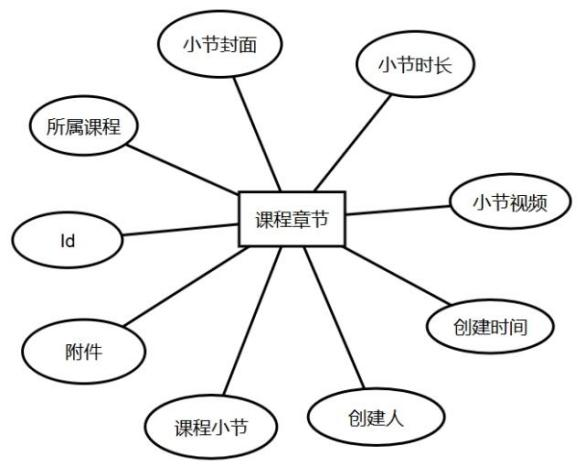 小节封面
小节时长
所属课程
小节视频
课程章节
Id
创建时间
附件
创建人
课程小节